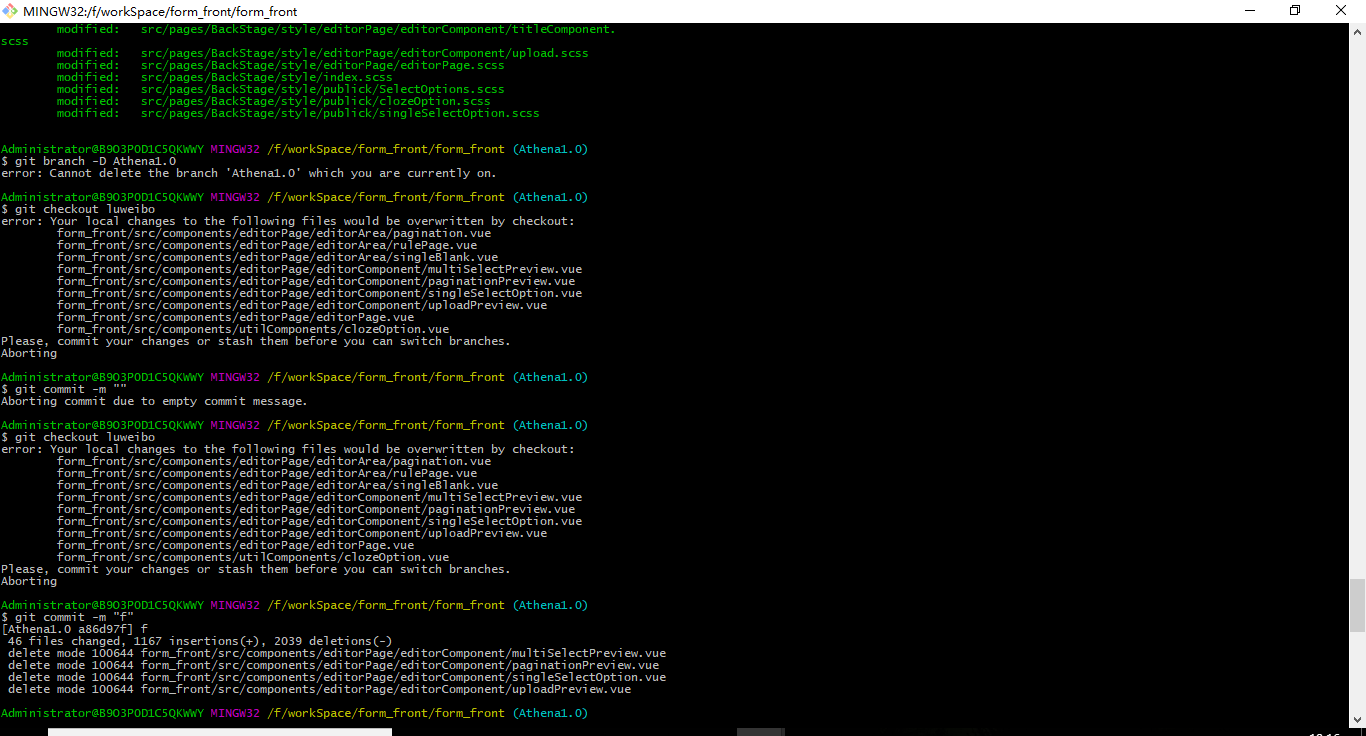 MINGW32:/f/workSpace/form_front/form_front
modified:   src/pages/BackStage/style/editorPage/editorComponent/titleComponent.
scss
modified:   src/pages/BackStage/style/editorPage/editorComponent/upload.scss
modified:   src/pages/BackStage/style/editorPage/editorPage.scss
modified:   src/pages/BackStage/style/index.scss
modified:   src/pages/BackStage/style/publick/SelectOptions.scss
modified:   src/pages/BackStage/style/publick/clozeOption.scss
modified:   src/pages/BackStage/style/publick/singleSelectOption.scss
Administrator@B9O3POD1C5QKWWY MINGW32 /f/workSpace/form_front/form_front (Athena1.0)
$ git branch -D Athena1.0
error: Cannot delete the branch 'Athena1.0' which you are currently on.
Administrator@B9O3POD1C5QKWWY MINGW32 /f/workSpace/form_front/form_front (Athena1.0)
$ git checkout luweibo
error: Your local changes to the following files would be overwritten by checkout:
form_front/src/components/editorPage/editorArea/pagination.vue
form_front/src/components/editorPage/editorArea/rulePage.vue
form_front/src/components/editorPage/editorArea/singleBlank.vue
form_front/src/components/editorPage/editorComponent/multiSelectPreview.vue
form_front/src/components/editorPage/editorComponent/paginationPreview.vue
form_front/src/components/editorPage/editorComponent/singleSelectOption.vue
form_front/src/components/editorPage/editorComponent/uploadPreview.vue
form_front/src/components/editorPage/editorPage.vue
form_front/src/components/utilComponents/clozeOption.vue
Please, commit your changes or stash them before you can switch branches.
Aborting
Administrator@B9O3POD1C5QKWWY MINGW32 /f/workSpace/form_front/form_front (Athena1.0)
$ git commit -m ""
Aborting commit due to empty commit message.
Administrator@B9O3POD1C5QKWWY MINGW32 /f/workSpace/form_front/form_front (Athena1.0)
$ git checkout luweibo
error: Your local changes to the following files would be overwritten by checkout:
form_front/src/components/editorPage/editorArea/pagination.vue
form_front/src/components/editorPage/editorArea/rulePage.vue
form_front/src/components/editorPage/editorArea/singleBlank.vue
form_front/src/components/editorPage/editorComponent/multiSelectPreview.vue
form_front/src/components/editorPage/editorComponent/paginationPreview.vue
form_front/src/components/editorPage/editorComponent/singleSelectOption.vue
form_front/src/components/editorPage/editorComponent/uploadPreview.vue
form_front/src/components/editorPage/editorPage.vue
form_front/src/components/utilComponents/clozeOption.vue
Please, commit your changes or stash them before you can switch branches.
Aborting
Administrator@B9O3POD1C5QKWWY MINGW32 /f/workSpace/form_front/form_front (Athena1.0)
$ git commit -m "f"
[Athena1.0 a86d97f] f
46 files changed, 1167 insertions(+), 2039 deletions(-)
delete mode 100644 form_front/src/components/editorPage/editorComponent/multiSelectPreview.vue
delete mode 100644 form_front/src/components/editorPage/editorComponent/paginationPreview.vue
delete mode 100644 form_front/src/components/editorPage/editorComponent/singleSelectOption.vue
delete mode 100644 form_front/src/components/editorPage/editorComponent/uploadPreview.vue
Administrator@B9O3POD1C5QKWWY MINGW32 /f/workSpace/form_front/form_front (Athena1.0)